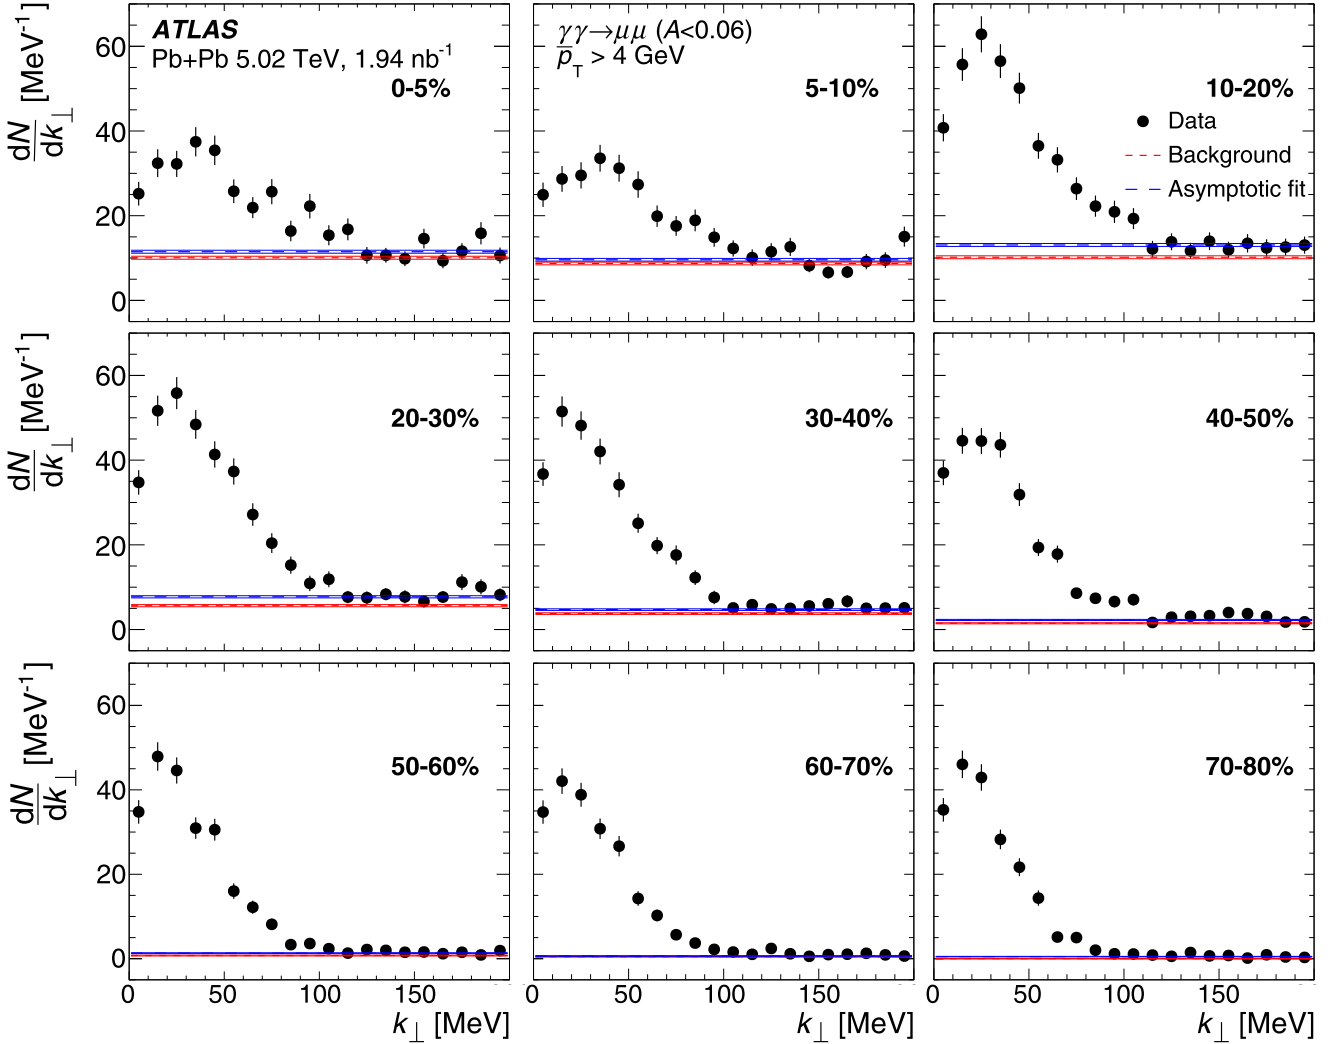 ATLAS
Pb+Pb 5.02 TeV, 1.94 nb⁻¹
0-5%
γγ→μμ (A<0.06)
p̅_T > 4 GeV
5-10%
10-20%
Data
Background
Asymptotic fit
dN/dk⊥ [MeV⁻¹]
60
40
20
0
20-30%
30-40%
40-50%
dN/dk⊥ [MeV⁻¹]
60
40
20
0
50-60%
60-70%
70-80%
dN/dk⊥ [MeV⁻¹]
60
40
20
0
0 50 100 150
0 50 100 150
0 50 100 150
k⊥ [MeV]
k⊥ [MeV]
k⊥ [MeV]